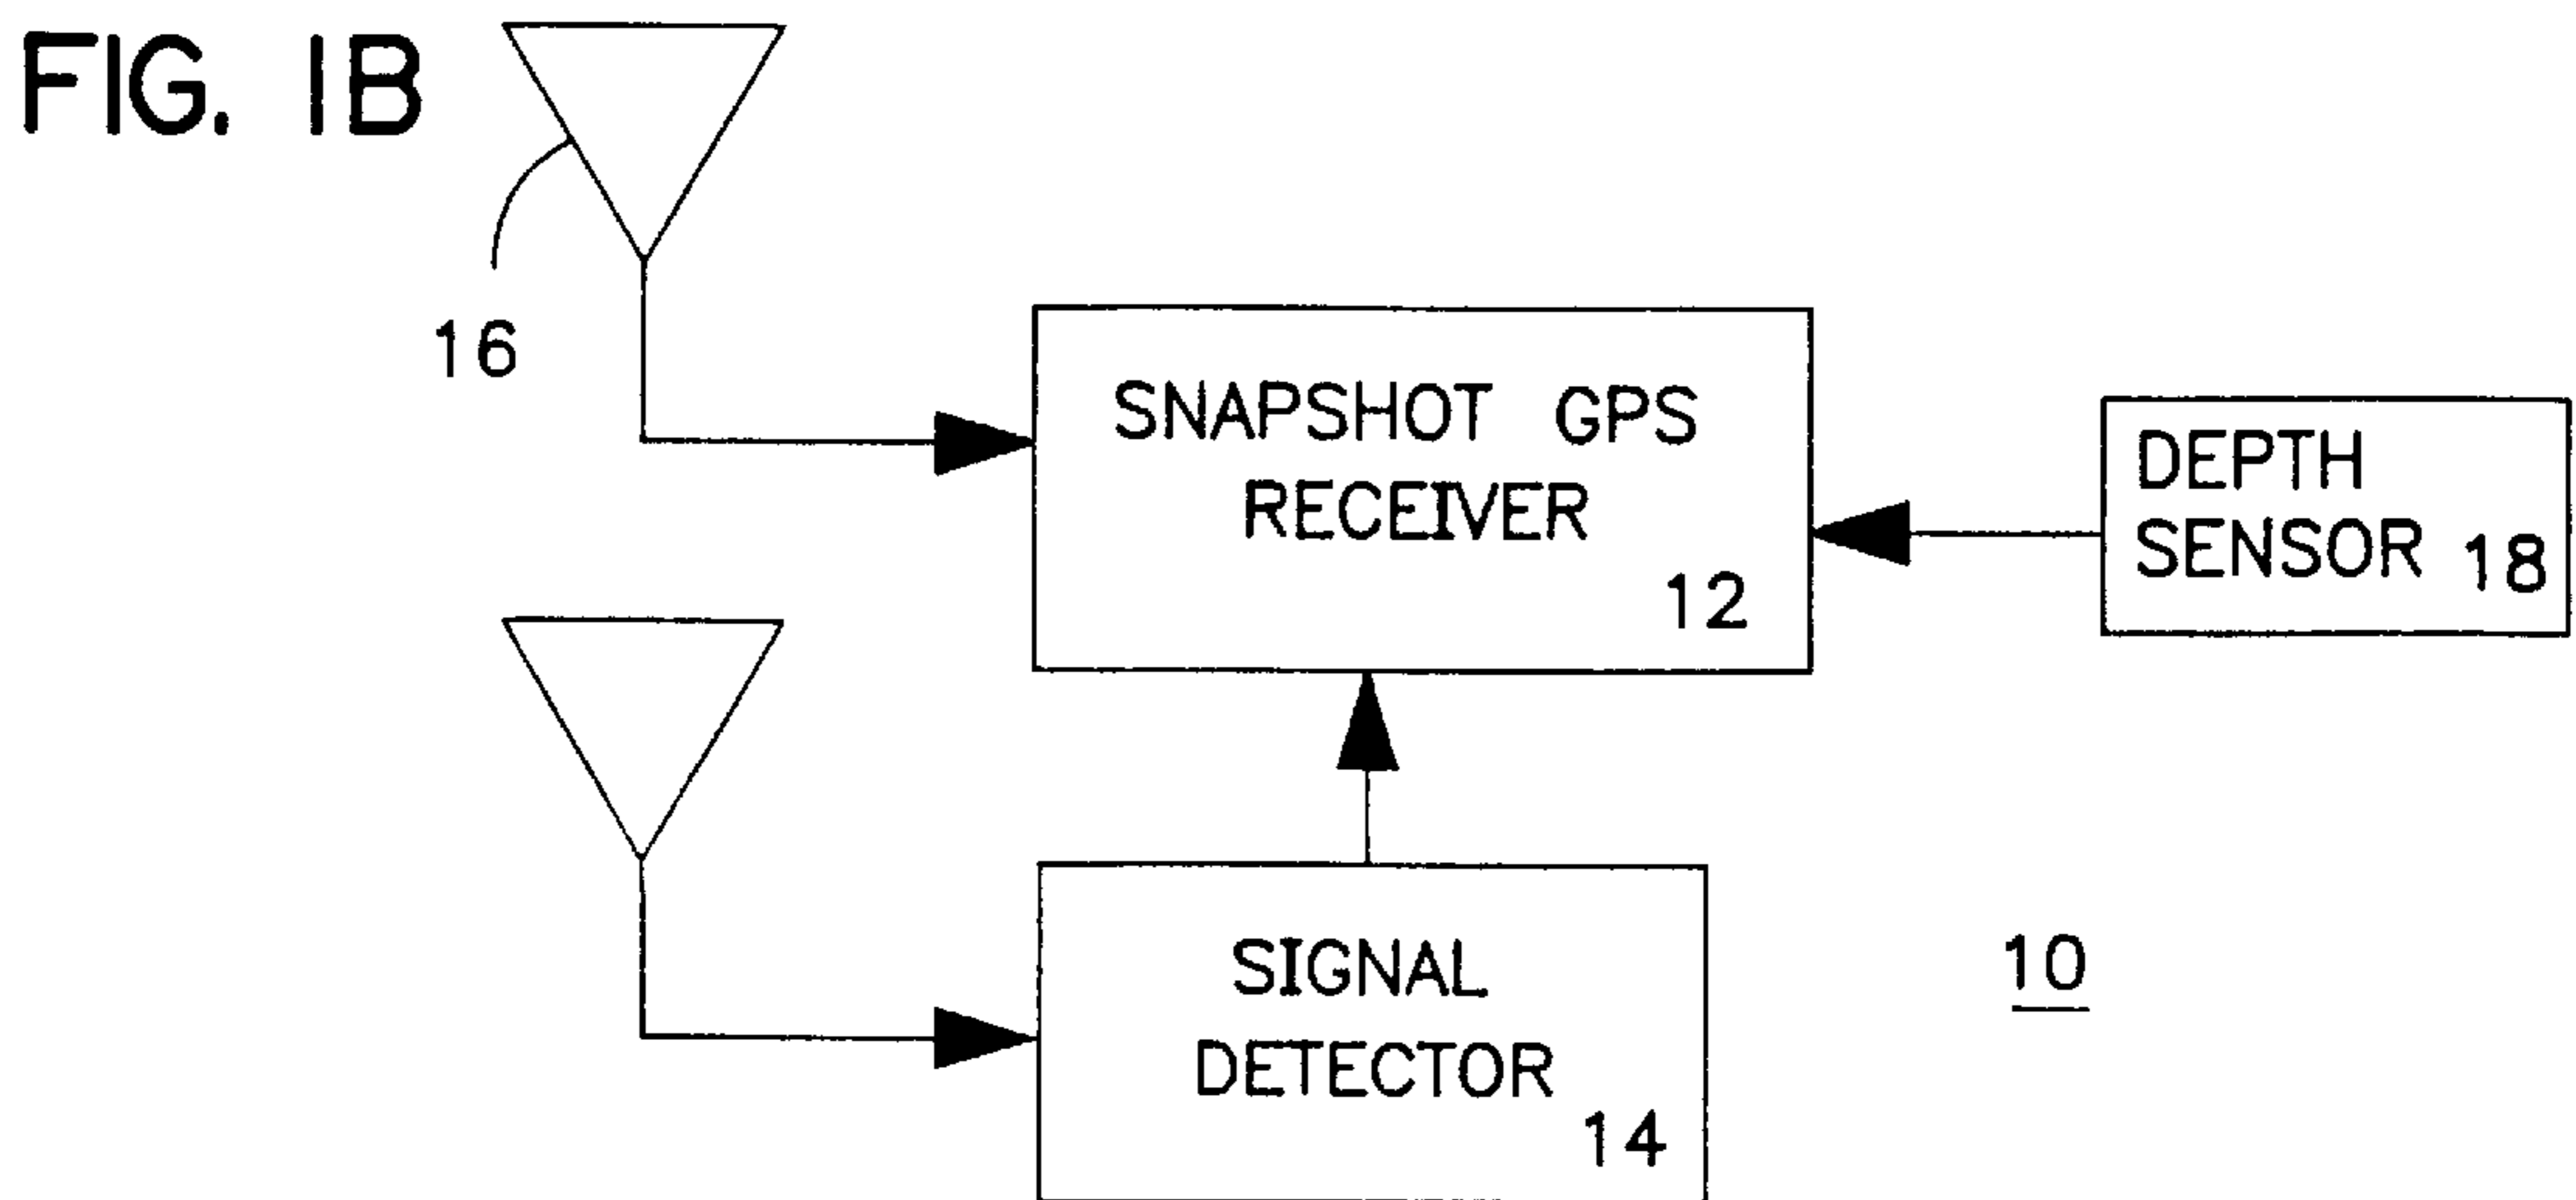 FIG. 1B
16
SNAPSHOT GPS
RECEIVER
12
DEPTH
SENSOR 18
SIGNAL
DETECTOR
14
10